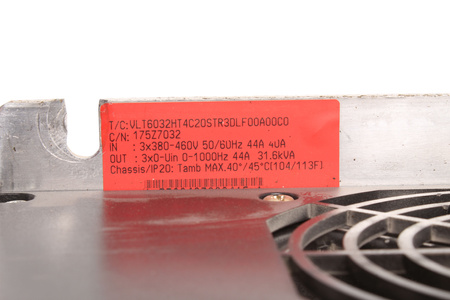 T/C: VLT6032HT4C20STR3DLF00A00C0
C/N: 175Z7032
IN : 3x380-460V 50/60Hz 44A 40A
OUT : 3x0-Uin 0-1000Hz 44A 31.6kVA
Chassis/IP20: Tamb MAX.40°/45°C(104/113F)